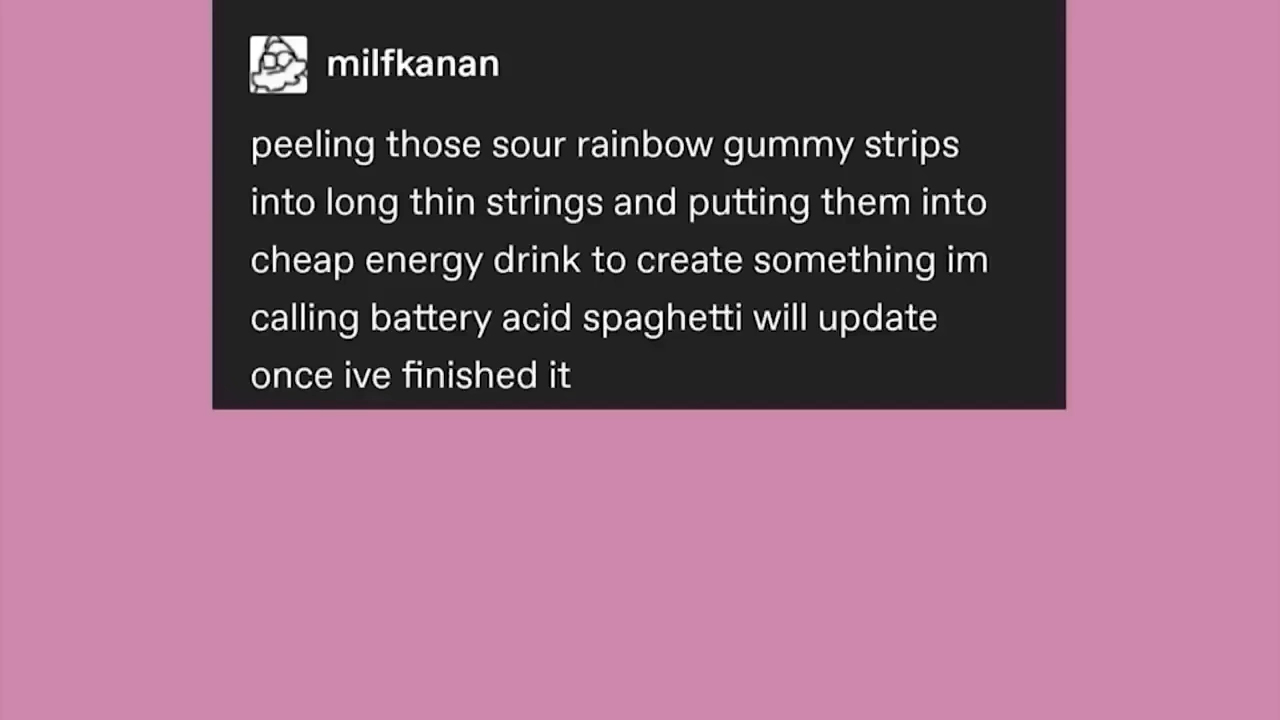 milfkanan
peeling those sour rainbow gummy strips
into long thin strings and putting them into
cheap energy drink to create something im
calling battery acid spaghetti will update
once ive finished it